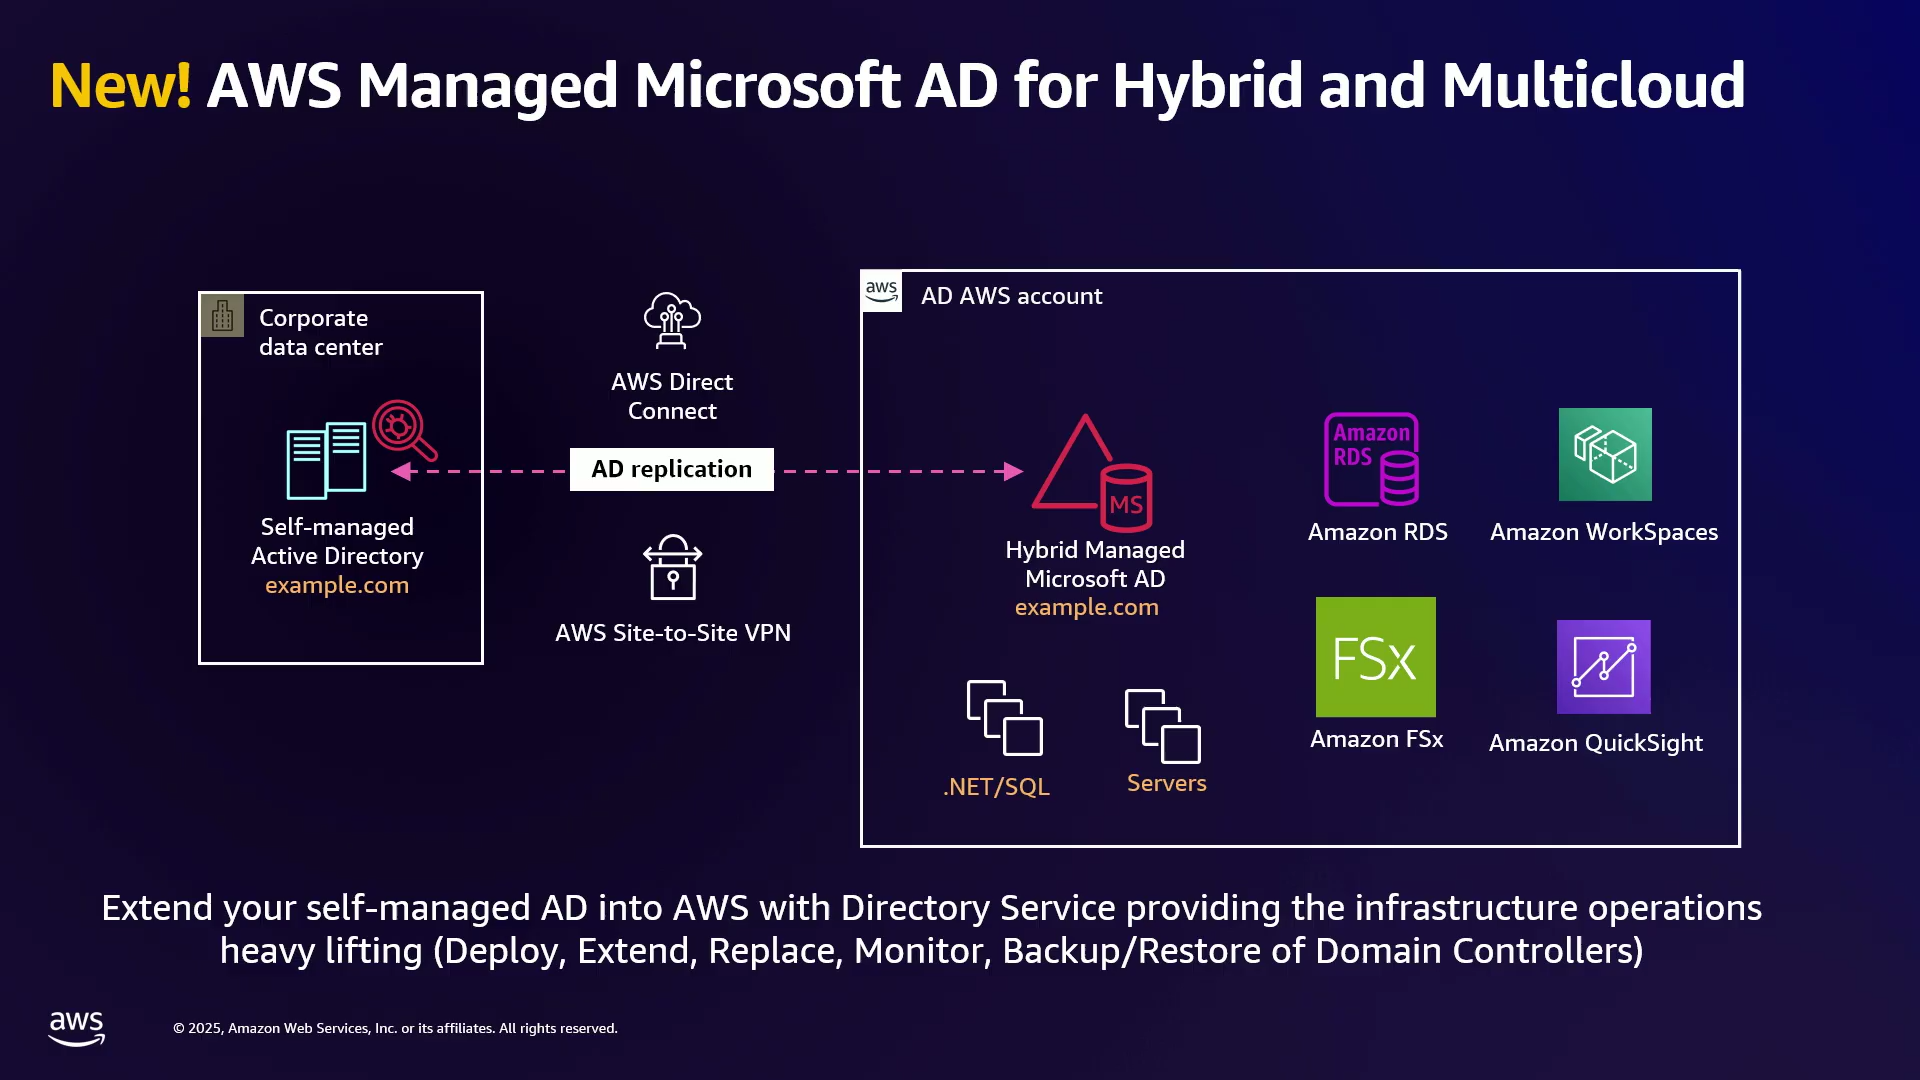 New! AWS Managed Microsoft AD for Hybrid and Multicloud
Corporate
data center
Self-managed
Active Directory
example.com
AWS Direct
Connect
AD replication
AWS Site-to-Site VPN
aws
AD AWS account
MS
Hybrid Managed
Microsoft AD
example.com
.NET/SQL
Servers
Amazon
RDS
Amazon RDS
Amazon WorkSpaces
FSx
Amazon FSx
Amazon QuickSight
Extend your self-managed AD into AWS with Directory Service providing the infrastructure operations
heavy lifting (Deploy, Extend, Replace, Monitor, Backup/Restore of Domain Controllers)
aws
© 2025, Amazon Web Services, Inc. or its affiliates. All rights reserved.